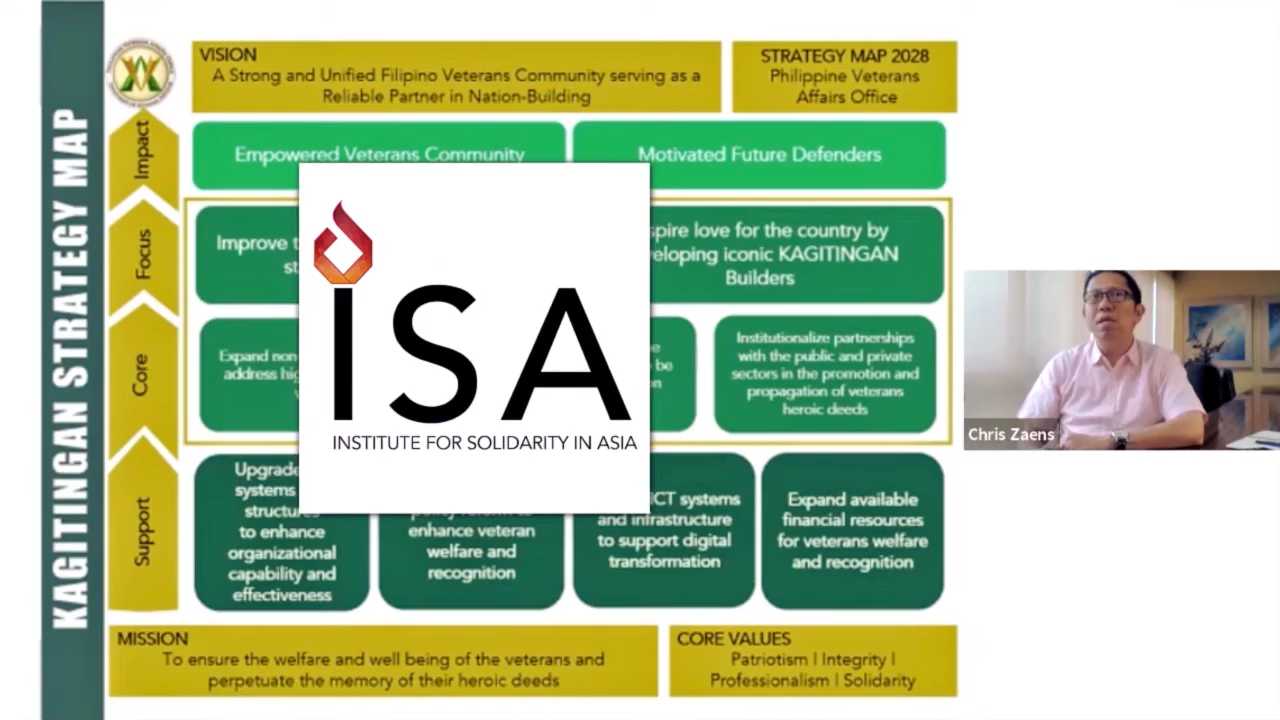 KAGITINGAN STRATEGY MAP
VISION
A Strong and Unified Filipino Veterans Community serving as a
Reliable Partner in Nation-Building
STRATEGY MAP 2028
Philippine Veterans
Affairs Office
Impact
Empowered Veterans Community
Motivated Future Defenders
Focus
Improve
spire love for the country by
veloping iconic KAGITINGAN
Builders
Core
Expand non
address
be
Institutionalize partnerships
with the public and private
sectors in the promotion and
propagation of veterans
heroic deeds
ISA
INSTITUTE FOR SOLIDARITY IN ASIA
Support
Upgrade
systems
structures
to enhance
organizational
capability and
effectiveness
enhance veteran
welfare and
recognition
ICT systems
and infrastructure
to support digital
transformation
Expand available
financial resources
for veterans welfare
and recognition
MISSION
To ensure the welfare and well being of the veterans and
perpetuate the memory of their heroic deeds
CORE VALUES
Patriotism | Integrity |
Professionalism | Solidarity
Chris Zaens